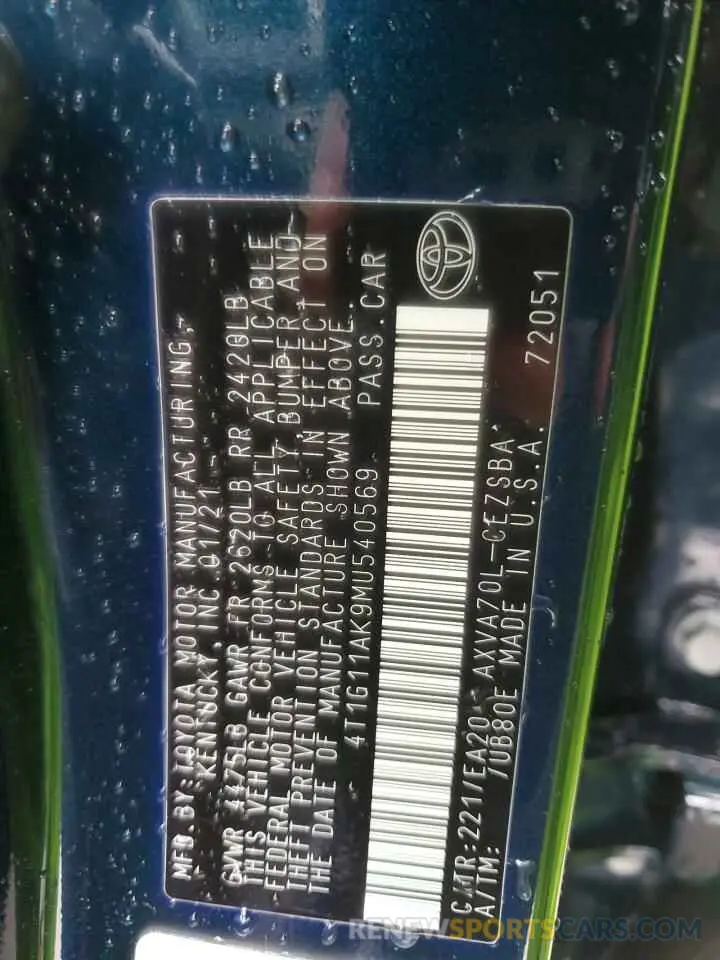 MFD. BY: TOYOTA MOTOR MANUFACTURING,
KENTUCKY, INC. 01/21
GVWR 4475LB GAWR FR 2620LB RR 2420LB
THIS VEHICLE CONFORMS TO ALL APPLICABLE
FEDERAL MOTOR VEHICLE SAFETY, BUMPER AND
THEFT PREVENTION STANDARDS IN EFFECT ON
THE DATE OF MANUFACTURE SHOWN ABOVE.
4T1G11AK9MU540569 PASS.CAR
C/TR:221/EA20 AXVA70L-CEZSBA 72051
A/TM: /UB80E MADE IN U.S.A.
RENEWSPORTSCARS.COM